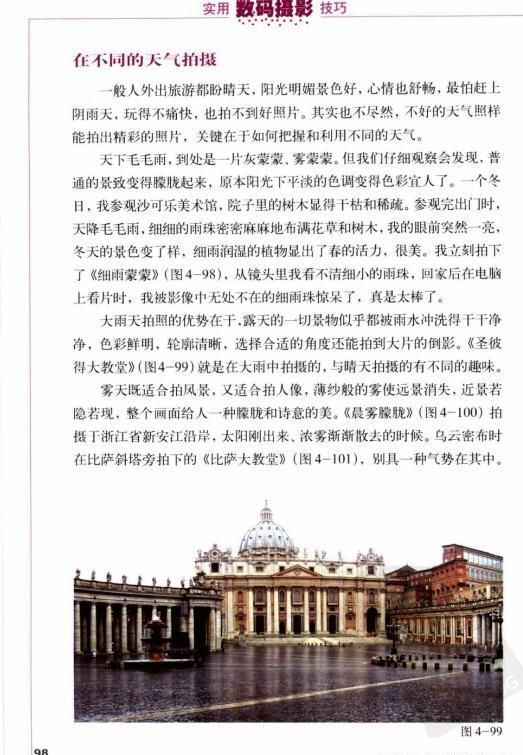 实用 数码摄影 技巧
在不同的天气拍摄
一般人外出旅游都盼晴天，阳光明媚景色好，心情也舒畅，最怕赶上
阴雨天，玩得不痛快，也拍不到好照片。其实也不尽然，不好的天气照样
能拍出精彩的照片，关键在于如何把握和利用不同的天气。
天下毛毛雨，到处是一片灰蒙蒙、雾蒙蒙。但我们仔细观察会发现，普
通的景致变得朦胧起来，原本阳光下平淡的色调变得色彩宜人了。一个冬
日，我参观沙可乐美术馆，院子里的树木显得干枯和稀疏。参观完出门时，
天降毛毛雨，细细的雨珠密密麻麻地布满花草和树木，我的眼前突然一亮，
冬天的景色变了样，细雨润湿的植物显出了春的活力，很美。我立刻拍下
了《细雨蒙蒙》（图4-98），从镜头里我看不清细小的雨珠，回家后在电脑
上看片时，我被影像中无处不在的细雨珠惊呆了，真是太棒了。
大雨天拍照的优势在于，露天的一切景物似乎都被雨水冲洗得干干净
净，色彩鲜明，轮廓清晰，选择合适的角度还能拍到大片的倒影。《圣彼
得大教堂》（图4-99）就是在大雨中拍摄的，与晴天拍摄的有不同的趣味。
雾天既适合拍风景，又适合拍人像，薄纱般的雾使远景消失，近景若
隐若现，整个画面给人一种朦胧和诗意的美。《晨雾朦胧》（图4-100）拍
摄于浙江省新安江沿岸，太阳刚出来、浓雾渐渐散去的时候。乌云密布时
在比萨斜塔旁拍下的《比萨大教堂》（图4-101），别具一种气势在其中。
图4-99
98